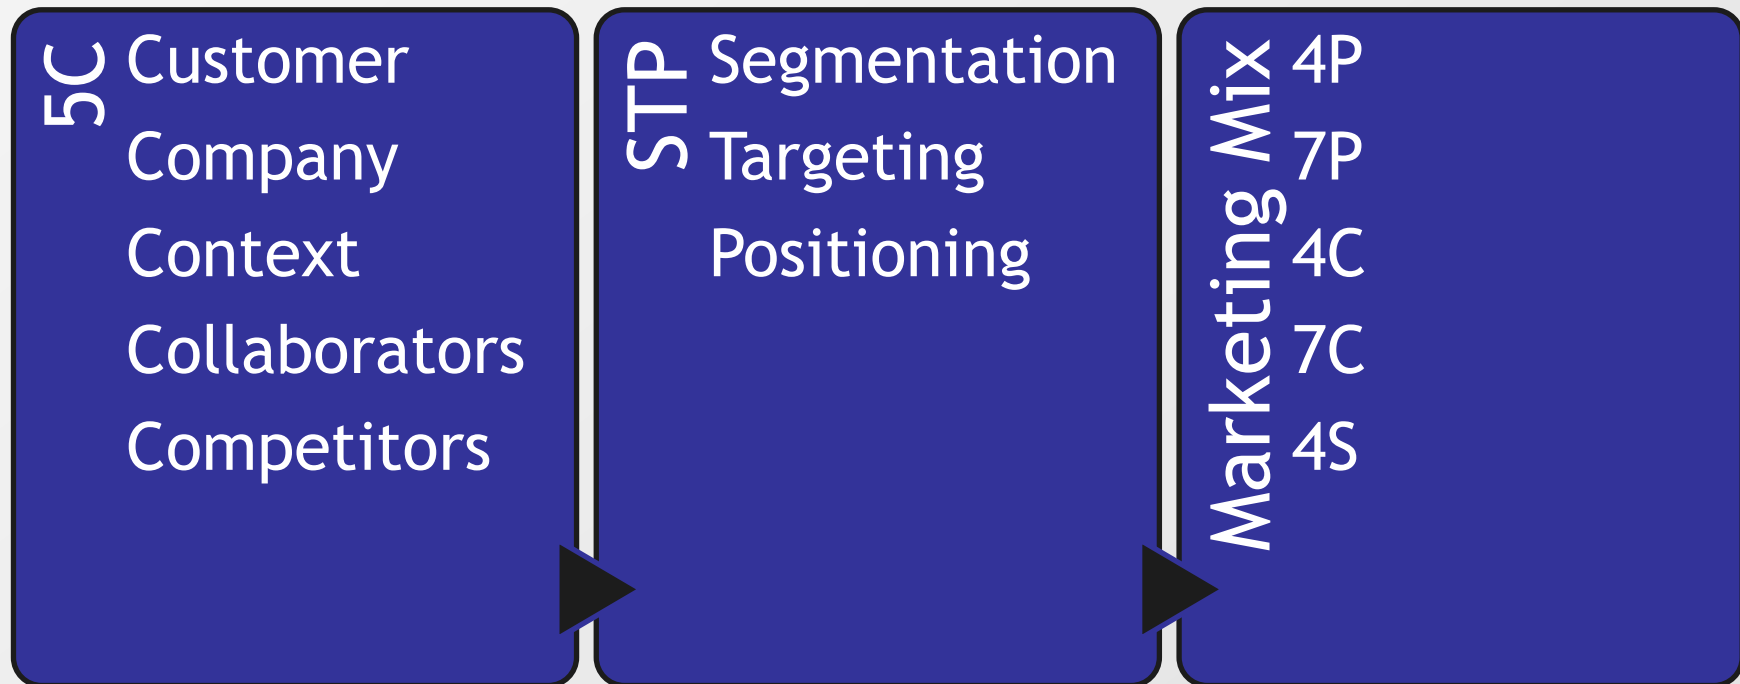 5C
Customer
Company
Context
Collaborators
Competitors
STP
Segmentation
Targeting
Positioning
Marketing Mix
4P
7P
4C
7C
4S